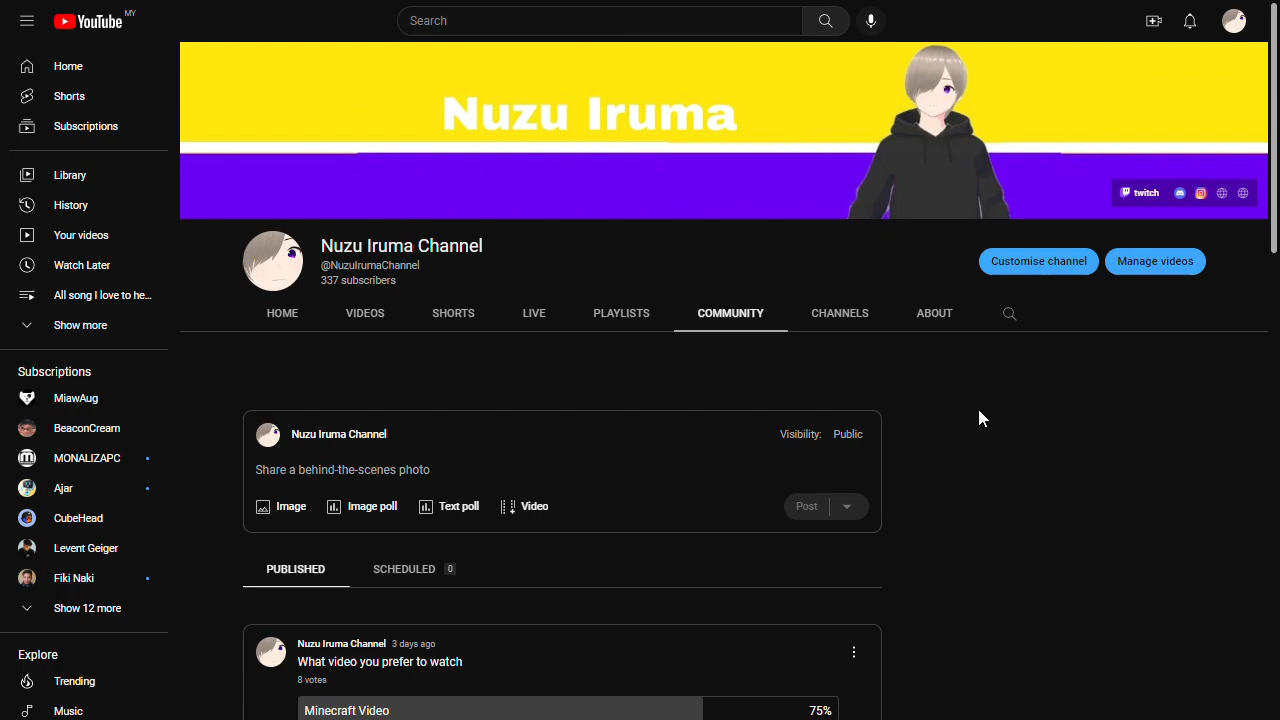 YouTube MY
Search
Home
Shorts
Subscriptions
Library
History
Your videos
Watch Later
All song I love to he...
Show more
Subscriptions
MiawAug
BeaconCream
MONALIZAPC
Ajar
CubeHead
Levent Geiger
Fiki Naki
Show 12 more
Explore
Trending
Music
Nuzu Iruma
twitch
Nuzu Iruma Channel
@NuzuIrumaChannel
337 subscribers
Customise channel
Manage videos
HOME VIDEOS SHORTS LIVE PLAYLISTS COMMUNITY CHANNELS ABOUT
Nuzu Iruma Channel
Visibility: Public
Share a behind-the-scenes photo
Image Image poll Text poll Video
Post
PUBLISHED SCHEDULED 0
Nuzu Iruma Channel 3 days ago
What video you prefer to watch
8 votes
Minecraft Video 75%